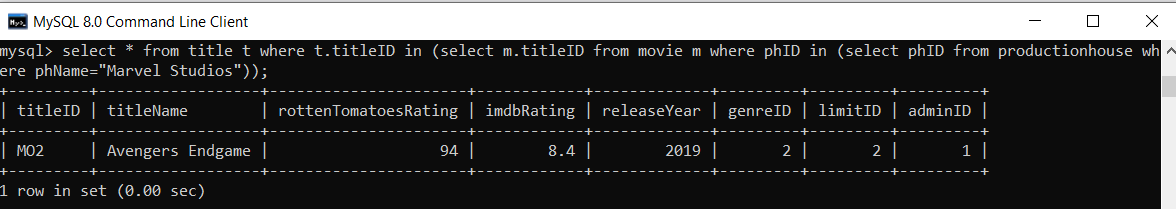 MySQL 8.0 Command Line Client
mysql> select * from title t where t.titleID in (select m.titleID from movie m where phID in (select phID from productionhouse wh
ere phName="Marvel Studios"));
+---------+------------------+----------------------+------------+-------------+---------+---------+---------+
| titleID | titleName        | rottenTomatoesRating | imdbRating | releaseYear | genreID | limitID | adminID |
+---------+------------------+----------------------+------------+-------------+---------+---------+---------+
| MO2     | Avengers Endgame |                   94 |        8.4 |        2019 |       2 |       2 |       1 |
+---------+------------------+----------------------+------------+-------------+---------+---------+---------+
1 row in set (0.00 sec)